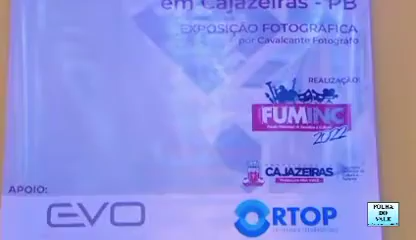 em Cajazeiras - PB
EXPOSIÇÃO FOTOGRÁFICA
por Cavalcante Fotógrafo
REALIZAÇÃO:
FUMINC
2022
CAJAZEIRAS
APOIO:
EVO
ORTOP
FOLHA
DO
VALE